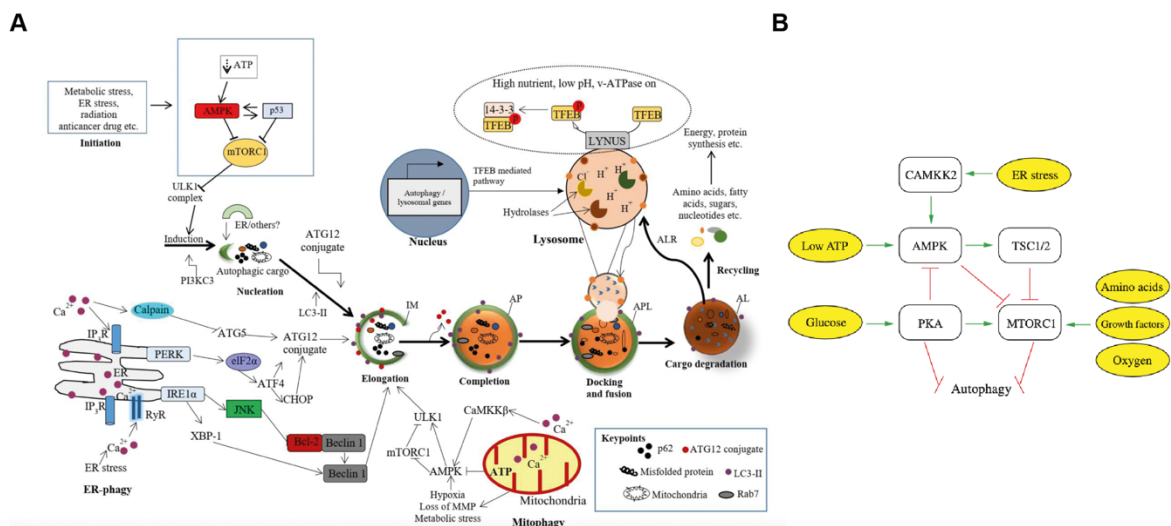 A
ATP
Metabolic stress,
ER stress,
radiation
anticancer drug etc.
Initiation
AMPK
p53
mTORC1
ULK1
complex
Induction
PI3KC3
ER/others?
Autophagic cargo
Nucleation
ATG12
conjugate
LC3-II
High nutrient, low pH, v-ATPase on
14-3-3
TFEB
P
TFEB
P
TFEB
LYNUS
Nucleus
Autophagy /
lysosomal genes
TFEB mediated
pathway
Hydrolases
Cl-
H+
H+
H+
H+
Lysosome
Energy, protein
synthesis etc.
Amino acids, fatty
acids, sugars,
nucleotides etc.
Recycling
ALR
IM
Elongation
AP
Completion
APL
Docking
and fusion
AL
Cargo degradation
Ca2+
Calpain
IP3R
ATG5
ATG12
conjugate
PERK
eIF2α
ATF4
CHOP
ER
Ca2+
IRE1α
JNK
IP3R
RyR
XBP-1
Bcl-2
Beclin 1
Beclin 1
Ca2+
ER stress
ER-phagy
ULK1
mTORC1
AMPK
CaMKKβ
ATP
Ca2+
Mitochondria
Hypoxia
Loss of MMP
Metabolic stress
Mitophagy
Keypoints
p62
ATG12 conjugate
Misfolded protein
LC3-II
Mitochondria
Rab7
B
CAMKK2
ER stress
Low ATP
AMPK
TSC1/2
Amino acids
Glucose
PKA
MTORC1
Growth factors
Oxygen
Autophagy